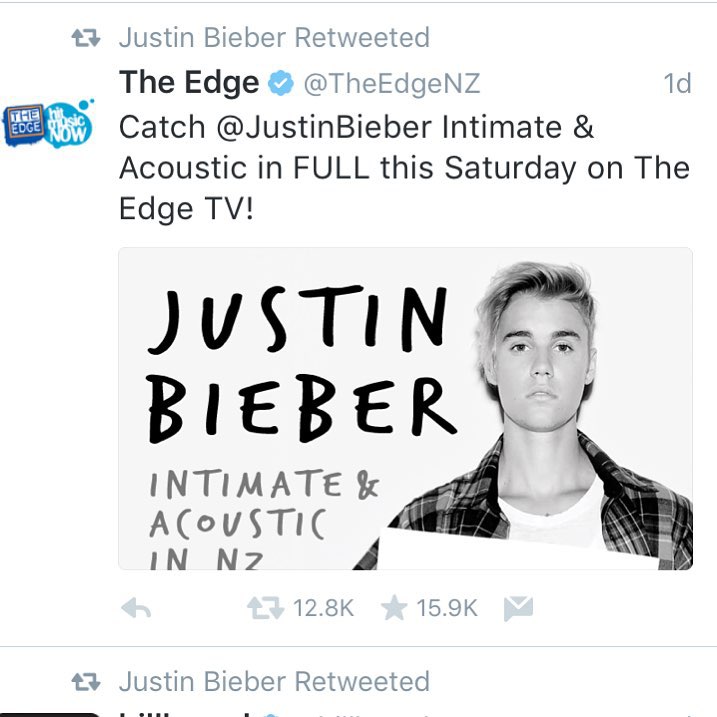 Justin Bieber Retweeted
The Edge @TheEdgeNZ 1d
THE EDGE
hit music NOW
Catch @JustinBieber Intimate &
Acoustic in FULL this Saturday on The
Edge TV!
JUSTIN
BIEBER
INTIMATE &
ACOUSTIC
IN NZ
12.8K 15.9K
Justin Bieber Retweeted